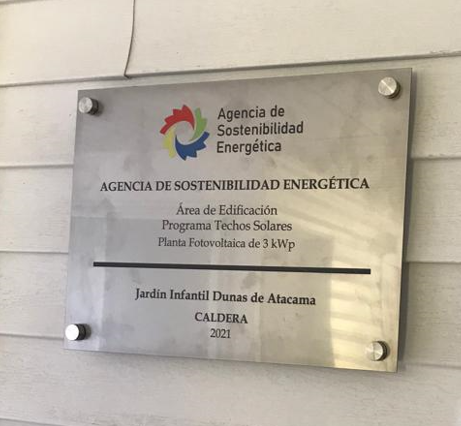 Agencia de
Sostenibilidad
Energética
AGENCIA DE SOSTENIBILIDAD ENERGÉTICA
Área de Edificación
Programa Techos Solares
Planta Fotovoltaica de 3 kWp
Jardín Infantil Dunas de Atacama
CALDERA
2021